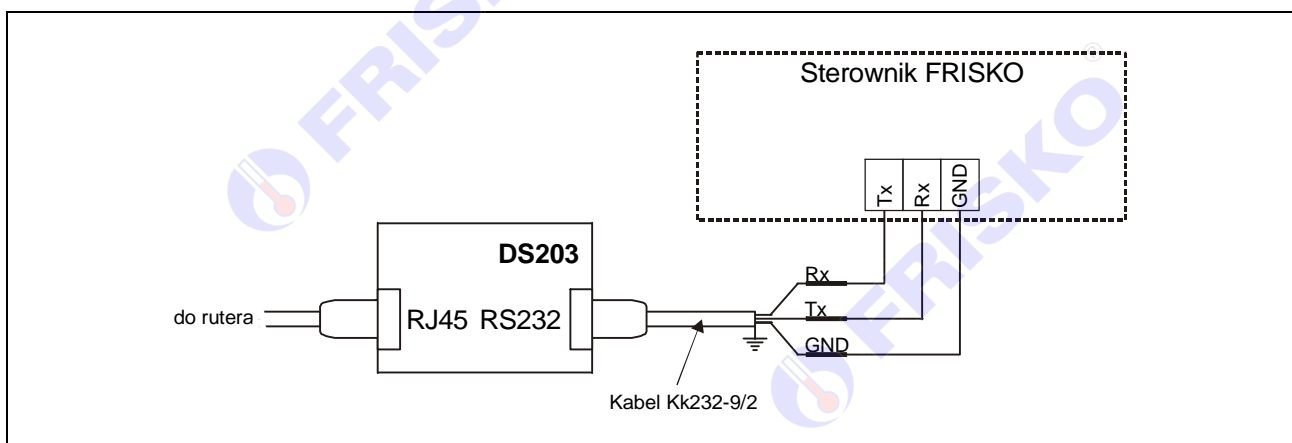 FRISKO
®
Sterownik FRISKO
Tx
Rx
GND
FRISKO
DS203
do rutera
RJ45 RS232
Rx
Tx
GND
Kabel Kk232-9/2